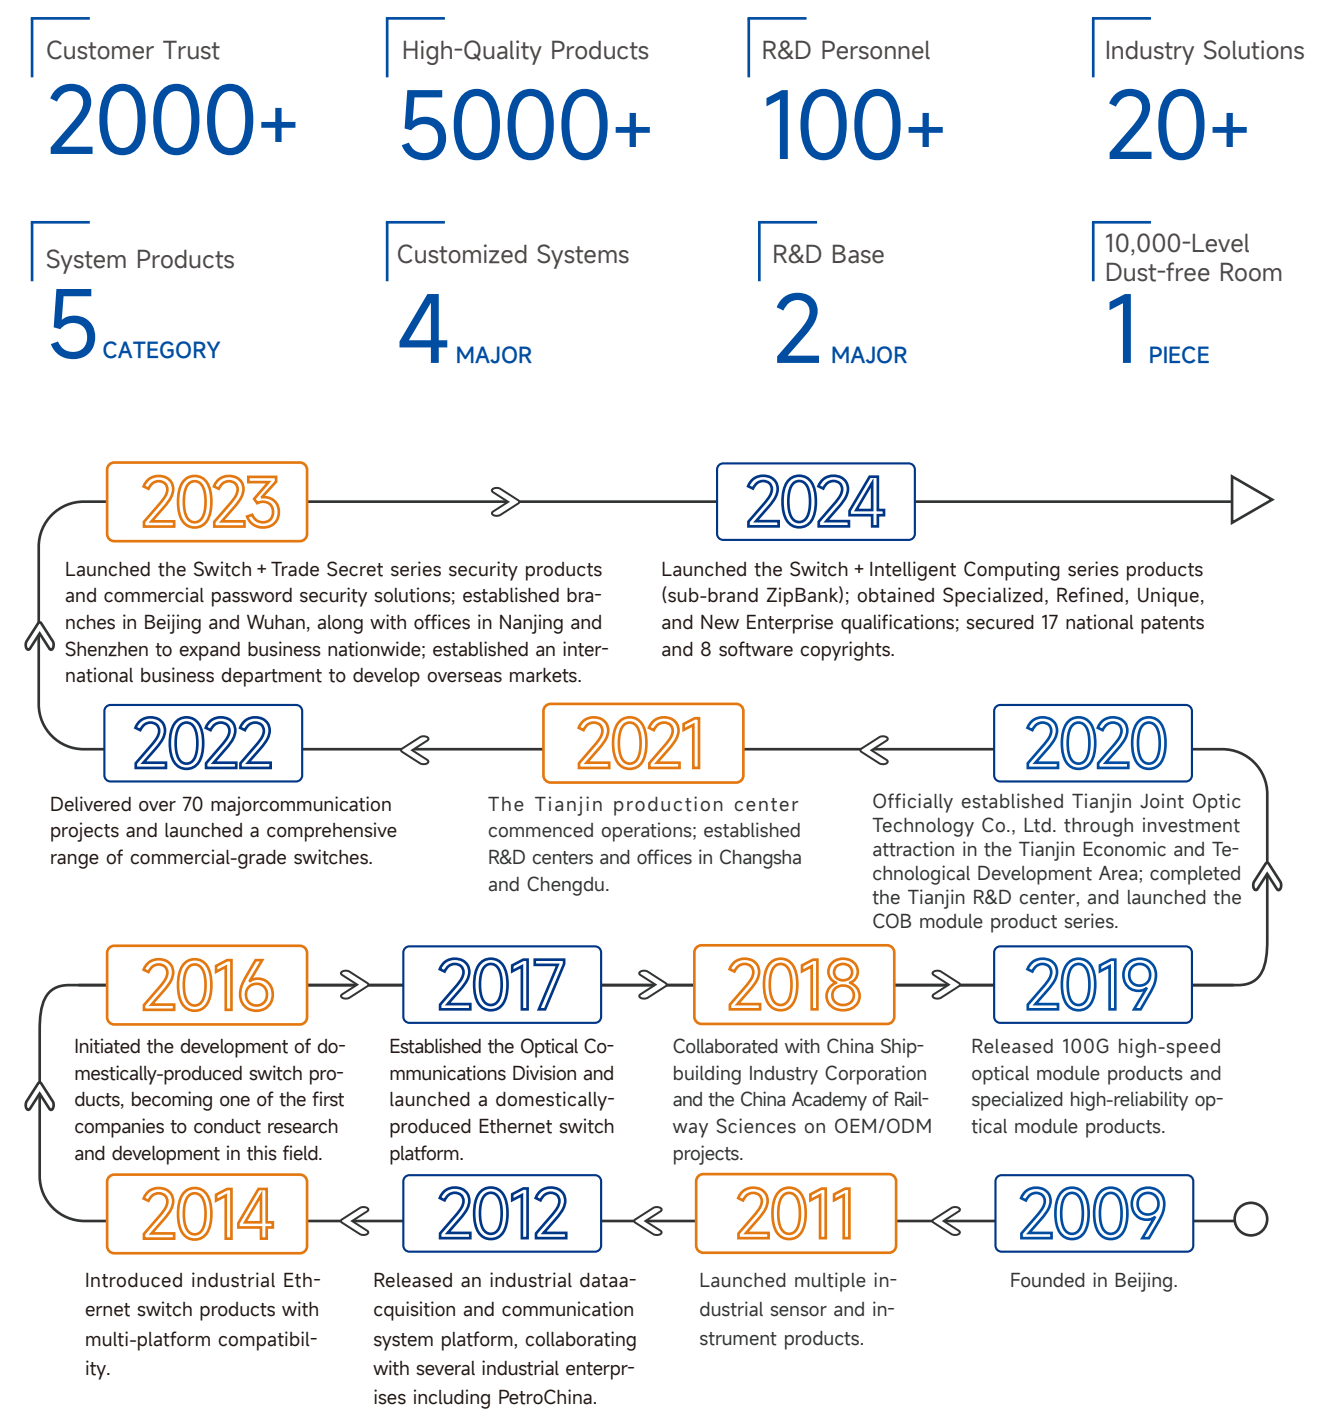 Customer Trust
2000+
High-Quality Products
5000+
R&D Personnel
100+
Industry Solutions
20+
System Products
5 CATEGORY
Customized Systems
4 MAJOR
R&D Base
2 MAJOR
10,000-Level
Dust-free Room
1 PIECE
2023
Launched the Switch + Trade Secret series security products
and commercial password security solutions; established bra-
nches in Beijing and Wuhan, along with offices in Nanjing and
Shenzhen to expand business nationwide; established an inter-
national business department to develop overseas markets.
2024
Launched the Switch + Intelligent Computing series products
(sub-brand ZipBank); obtained Specialized, Refined, Unique,
and New Enterprise qualifications; secured 17 national patents
and 8 software copyrights.
2022
Delivered over 70 majorcommunication
projects and launched a comprehensive
range of commercial-grade switches.
2021
The Tianjin production center
commenced operations; established
R&D centers and offices in Changsha
and Chengdu.
2020
Officially established Tianjin Joint Optic
Technology Co., Ltd. through investment
attraction in the Tianjin Economic and Te-
chnological Development Area; completed
the Tianjin R&D center, and launched the
COB module product series.
2016
Initiated the development of do-
mestically-produced switch pro-
ducts, becoming one of the first
companies to conduct research
and development in this field.
2017
Established the Optical Co-
mmunications Division and
launched a domestically-
produced Ethernet switch
platform.
2018
Collaborated with China Ship-
building Industry Corporation
and the China Academy of Rail-
way Sciences on OEM/ODM
projects.
2019
Released 100G high-speed
optical module products and
specialized high-reliability op-
tical module products.
2014
Introduced industrial Eth-
ernet switch products with
multi-platform compatibil-
ity.
2012
Released an industrial dataa-
cquisition and communication
system platform, collaborating
with several industrial enterpr-
ises including PetroChina.
2011
Launched multiple in-
dustrial sensor and in-
strument products.
2009
Founded in Beijing.